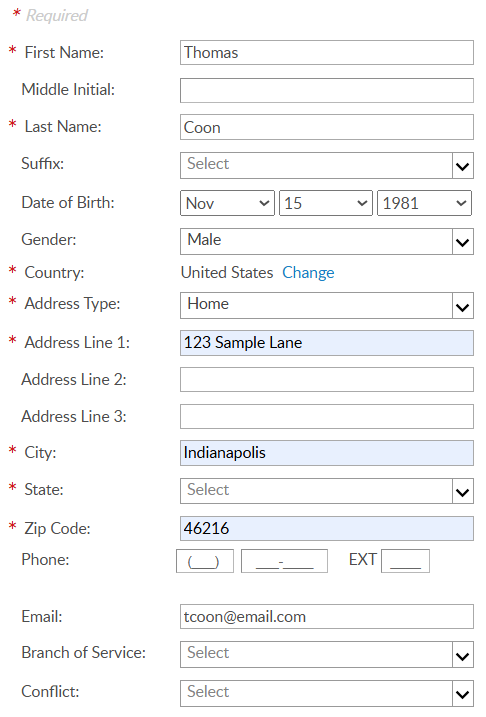 * Required
* First Name: Thomas
Middle Initial:
* Last Name: Coon
Suffix: Select
Date of Birth: Nov 15 1981
Gender: Male
* Country: United States Change
* Address Type: Home
* Address Line 1: 123 Sample Lane
Address Line 2:
Address Line 3:
* City: Indianapolis
* State: Select
* Zip Code: 46216
Phone: (___) ___-____ EXT ____
Email: tcoon@email.com
Branch of Service: Select
Conflict: Select